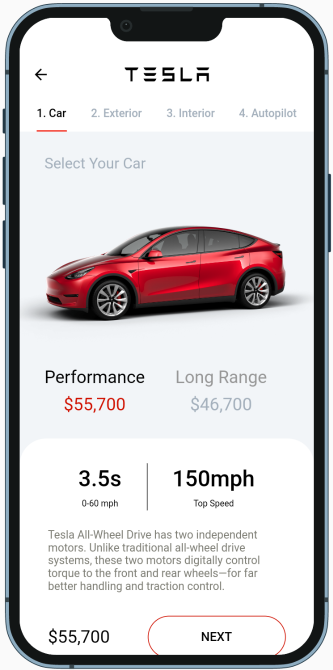 TESLA
1. Car 2. Exterior 3. Interior 4. Autopilot
Select Your Car
Performance Long Range
$55,700 $46,700
3.5s 150mph
0-60 mph Top Speed
Tesla All-Wheel Drive has two independent
motors. Unlike traditional all-wheel drive
systems, these two motors digitally control
torque to the front and rear wheels—for far
better handling and traction control.
$55,700 NEXT